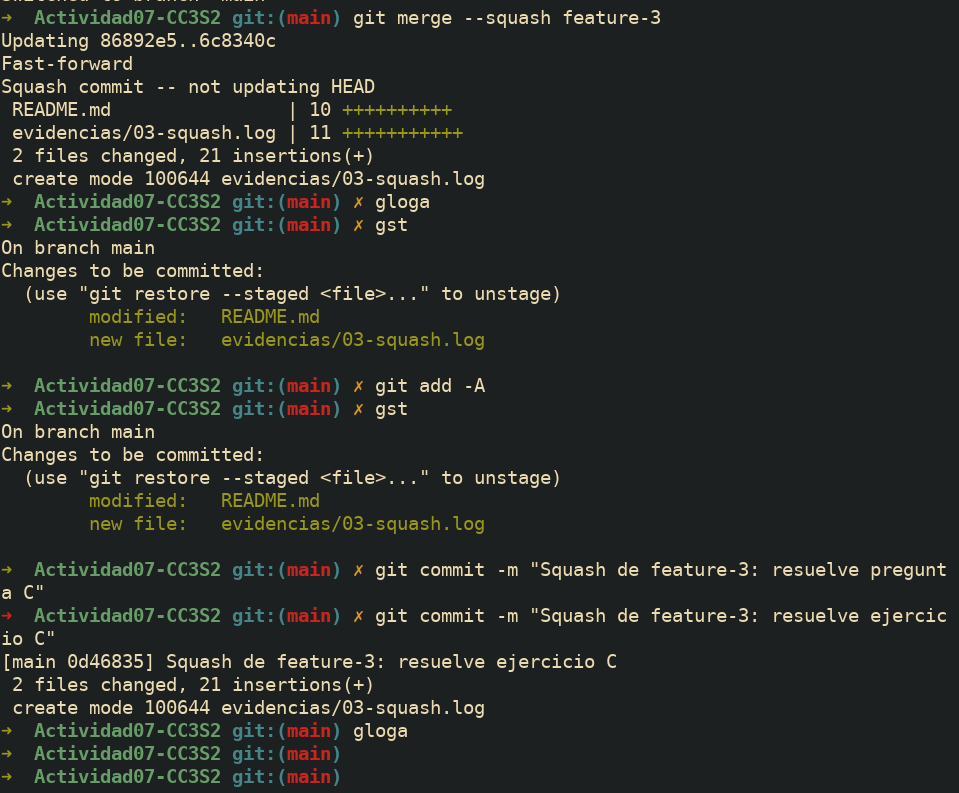 ➜  Actividad07-CC3S2 git:(main) git merge --squash feature-3
Updating 86892e5..6c8340c
Fast-forward
Squash commit -- not updating HEAD
 README.md                | 10 ++++++++++
 evidencias/03-squash.log | 11 +++++++++++
 2 files changed, 21 insertions(+)
 create mode 100644 evidencias/03-squash.log
➜  Actividad07-CC3S2 git:(main) ✗ gloga
➜  Actividad07-CC3S2 git:(main) ✗ gst
On branch main
Changes to be committed:
  (use "git restore --staged <file>..." to unstage)
        modified:   README.md
        new file:   evidencias/03-squash.log

➜  Actividad07-CC3S2 git:(main) ✗ git add -A
➜  Actividad07-CC3S2 git:(main) ✗ gst
On branch main
Changes to be committed:
  (use "git restore --staged <file>..." to unstage)
        modified:   README.md
        new file:   evidencias/03-squash.log

➜  Actividad07-CC3S2 git:(main) ✗ git commit -m "Squash de feature-3: resuelve pregunt
a C"
➜  Actividad07-CC3S2 git:(main) ✗ git commit -m "Squash de feature-3: resuelve ejercic
io C"
[main 0d46835] Squash de feature-3: resuelve ejercicio C
 2 files changed, 21 insertions(+)
 create mode 100644 evidencias/03-squash.log
➜  Actividad07-CC3S2 git:(main) gloga
➜  Actividad07-CC3S2 git:(main)
➜  Actividad07-CC3S2 git:(main)